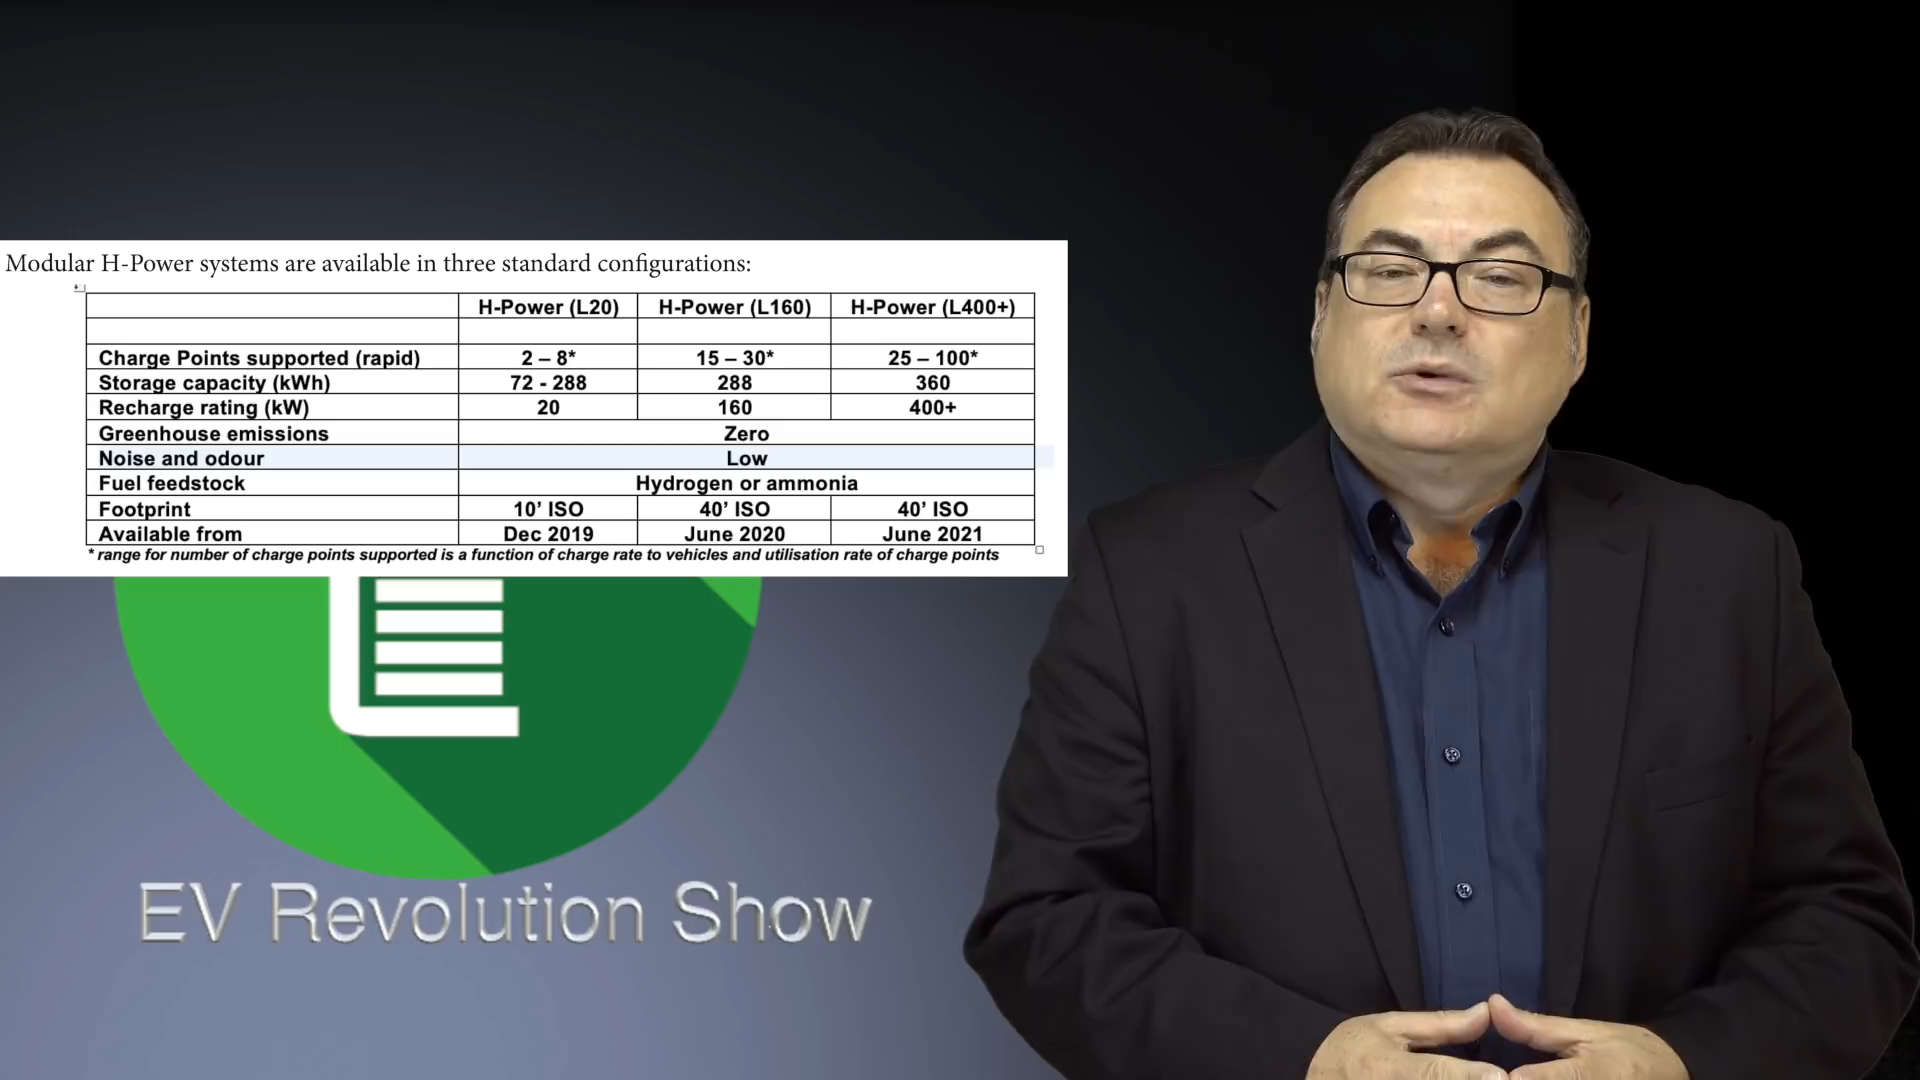 Modular H-Power systems are available in three standard configurations:
H-Power (L20) H-Power (L160) H-Power (L400+)
Charge Points supported (rapid) 2 – 8* 15 – 30* 25 – 100*
Storage capacity (kWh) 72 - 288 288 360
Recharge rating (kW) 20 160 400+
Greenhouse emissions Zero
Noise and odour Low
Fuel feedstock Hydrogen or ammonia
Footprint 10’ ISO 40’ ISO 40’ ISO
Available from Dec 2019 June 2020 June 2021
* range for number of charge points supported is a function of charge rate to vehicles and utilisation rate of charge points
EV Revolution Show